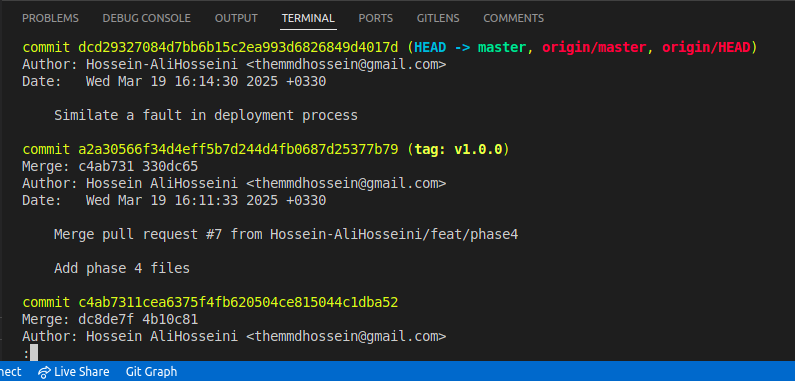 PROBLEMS DEBUG CONSOLE OUTPUT TERMINAL PORTS GITLENS COMMENTS
commit dcd29327084d7bb6b15c2ea993d6826849d4017d (HEAD -> master, origin/master, origin/HEAD)
Author: Hossein-AliHosseini <themmdhossein@gmail.com>
Date:   Wed Mar 19 16:14:30 2025 +0330
    Similate a fault in deployment process
commit a2a30566f34d4eff5b7d244d4fb0687d25377b79 (tag: v1.0.0)
Merge: c4ab731 330dc65
Author: Hossein AliHosseini <themmdhossein@gmail.com>
Date:   Wed Mar 19 16:11:33 2025 +0330
    Merge pull request #7 from Hossein-AliHosseini/feat/phase4
    Add phase 4 files
commit c4ab7311cea6375f4fb620504ce815044c1dba52
Merge: dc8de7f 4b10c81
Author: Hossein AliHosseini <themmdhossein@gmail.com>
:
nect Live Share Git Graph